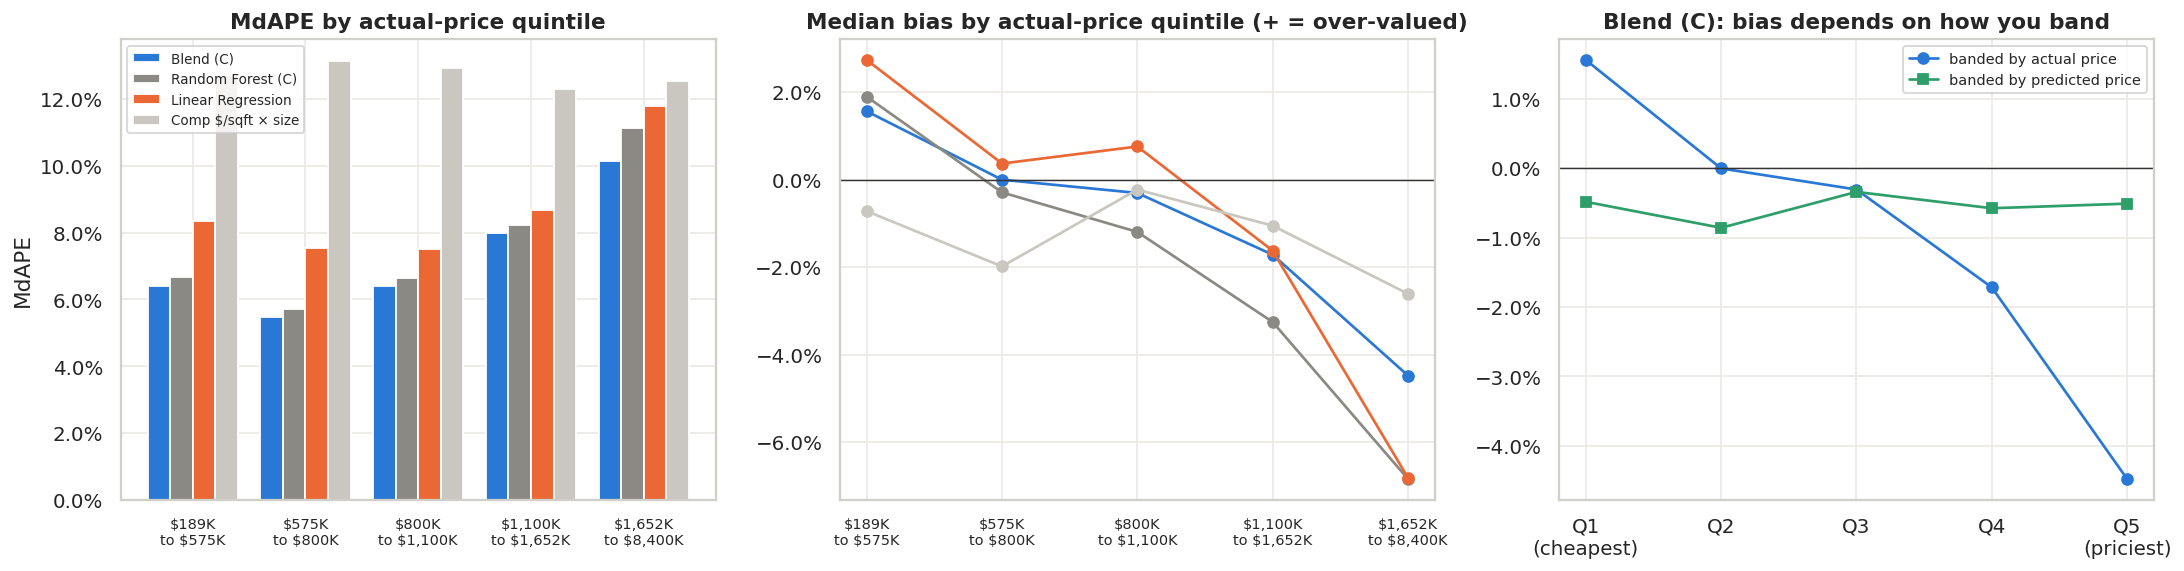 MdAPE by actual-price quintile
MdAPE
12.0%
10.0%
8.0%
6.0%
4.0%
2.0%
0.0%
Blend (C)
Random Forest (C)
Linear Regression
Comp $/sqft × size
$189K
to $575K
$575K
to $800K
$800K
to $1,100K
$1,100K
to $1,652K
$1,652K
to $8,400K
Median bias by actual-price quintile (+ = over-valued)
2.0%
0.0%
−2.0%
−4.0%
−6.0%
$189K
to $575K
$575K
to $800K
$800K
to $1,100K
$1,100K
to $1,652K
$1,652K
to $8,400K
Blend (C): bias depends on how you band
banded by actual price
banded by predicted price
1.0%
0.0%
−1.0%
−2.0%
−3.0%
−4.0%
Q1
(cheapest)
Q2
Q3
Q4
Q5
(priciest)